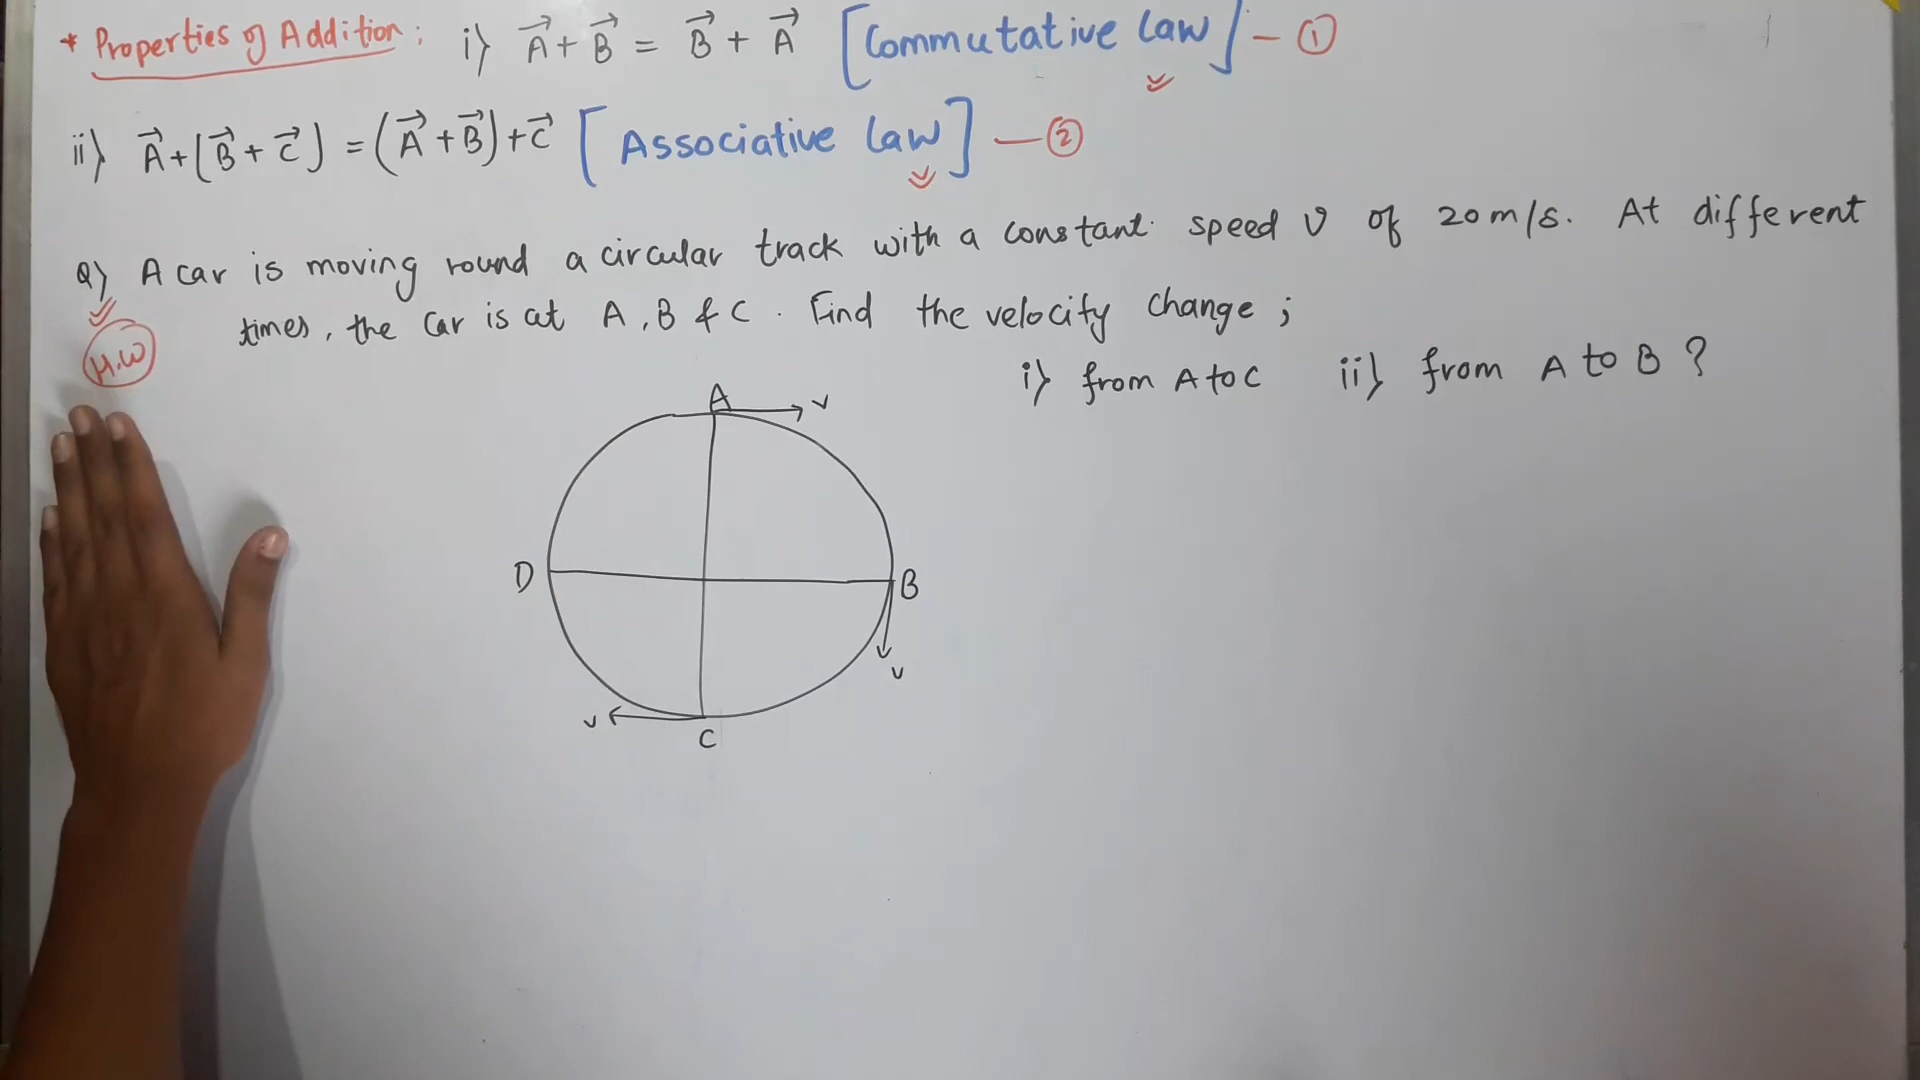 * Properties of Addition : i) A⃗ + B⃗ = B⃗ + A⃗ [Commutative law] - ①
ii) A⃗ + (B⃗ + C⃗) = (A⃗ + B⃗) + C⃗ [Associative law] - ②
Q) A car is moving round a circular track with a constant speed v of 20 m/s. At different
times, the car is at A, B & C. Find the velocity change ;
H.W
i) from A to C ii) from A to B ?
A v
D B
v
v
C